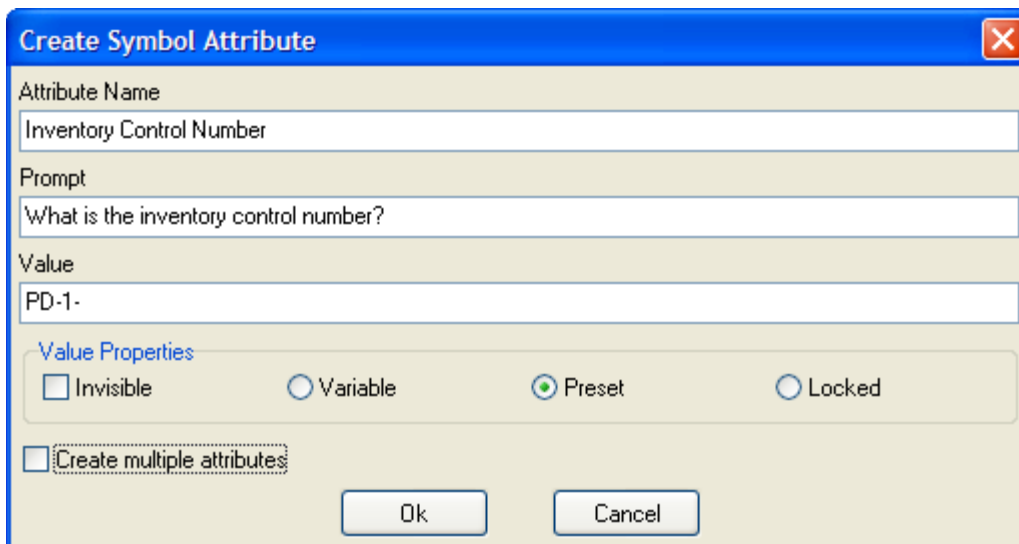 Create Symbol Attribute
Attribute Name
Inventory Control Number
Prompt
What is the inventory control number?
Value
PD-1-
Value Properties
Invisible Variable Preset Locked
Create multiple attributes
Ok Cancel